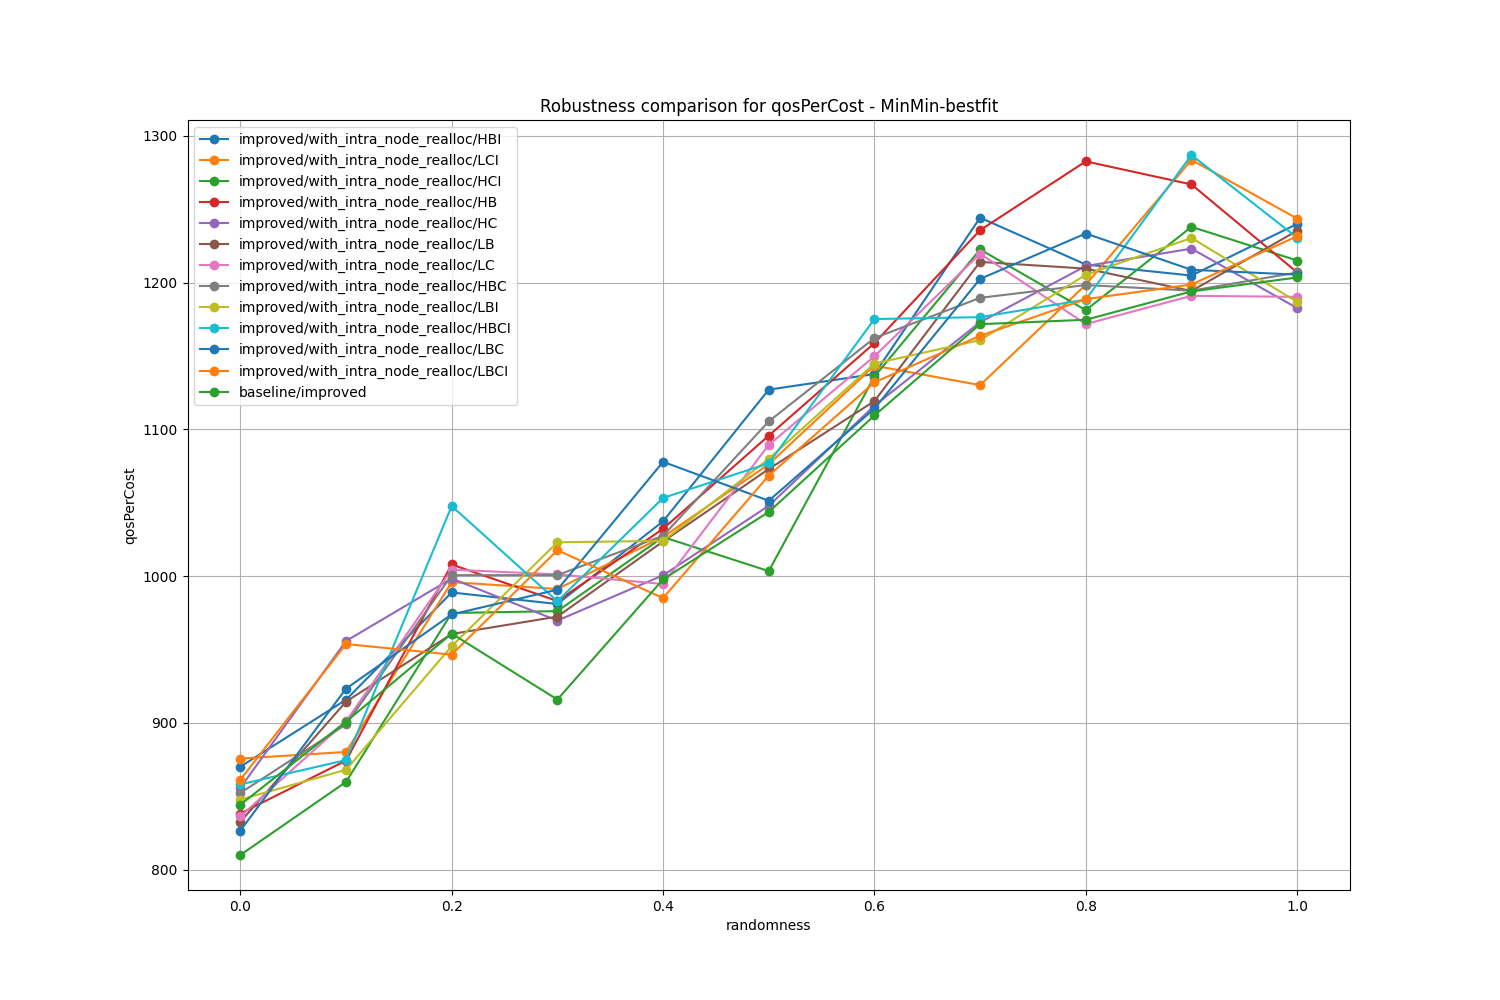 Robustness comparison for qosPerCost - MinMin-bestfit
improved/with_intra_node_realloc/HBI
improved/with_intra_node_realloc/LCI
improved/with_intra_node_realloc/HCI
improved/with_intra_node_realloc/HB
improved/with_intra_node_realloc/HC
improved/with_intra_node_realloc/LB
improved/with_intra_node_realloc/LC
improved/with_intra_node_realloc/HBC
improved/with_intra_node_realloc/LBI
improved/with_intra_node_realloc/HBCI
improved/with_intra_node_realloc/LBC
improved/with_intra_node_realloc/LBCI
baseline/improved
1300
1200
1100
1000
900
800
qosPerCost
0.0 0.2 0.4 0.6 0.8 1.0
randomness